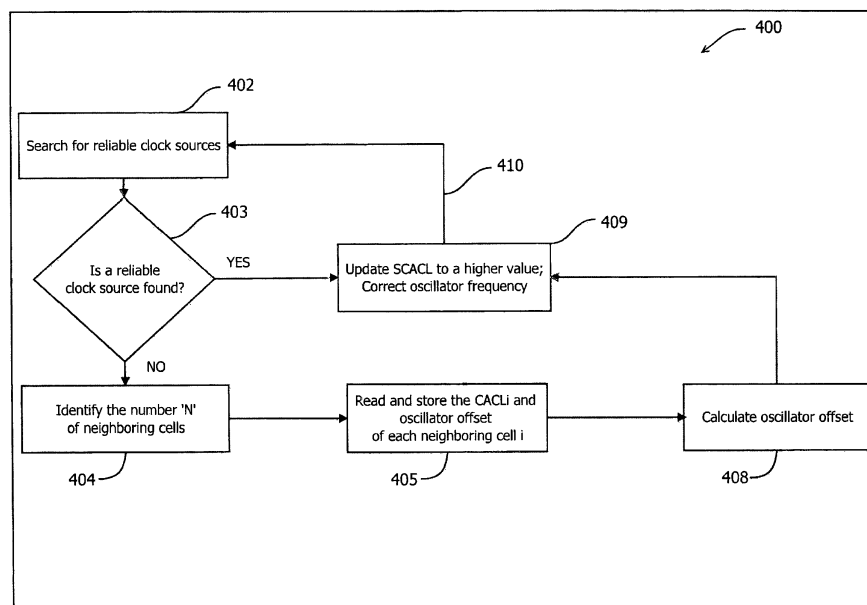 400
402
Search for reliable clock sources
410
403
409
Is a reliable
clock source found?
YES
Update SCACL to a higher value;
Correct oscillator frequency
NO
Identify the number 'N'
of neighboring cells
Read and store the CACLi and
oscillator offset
of each neighboring cell i
Calculate oscillator offset
404
405
408